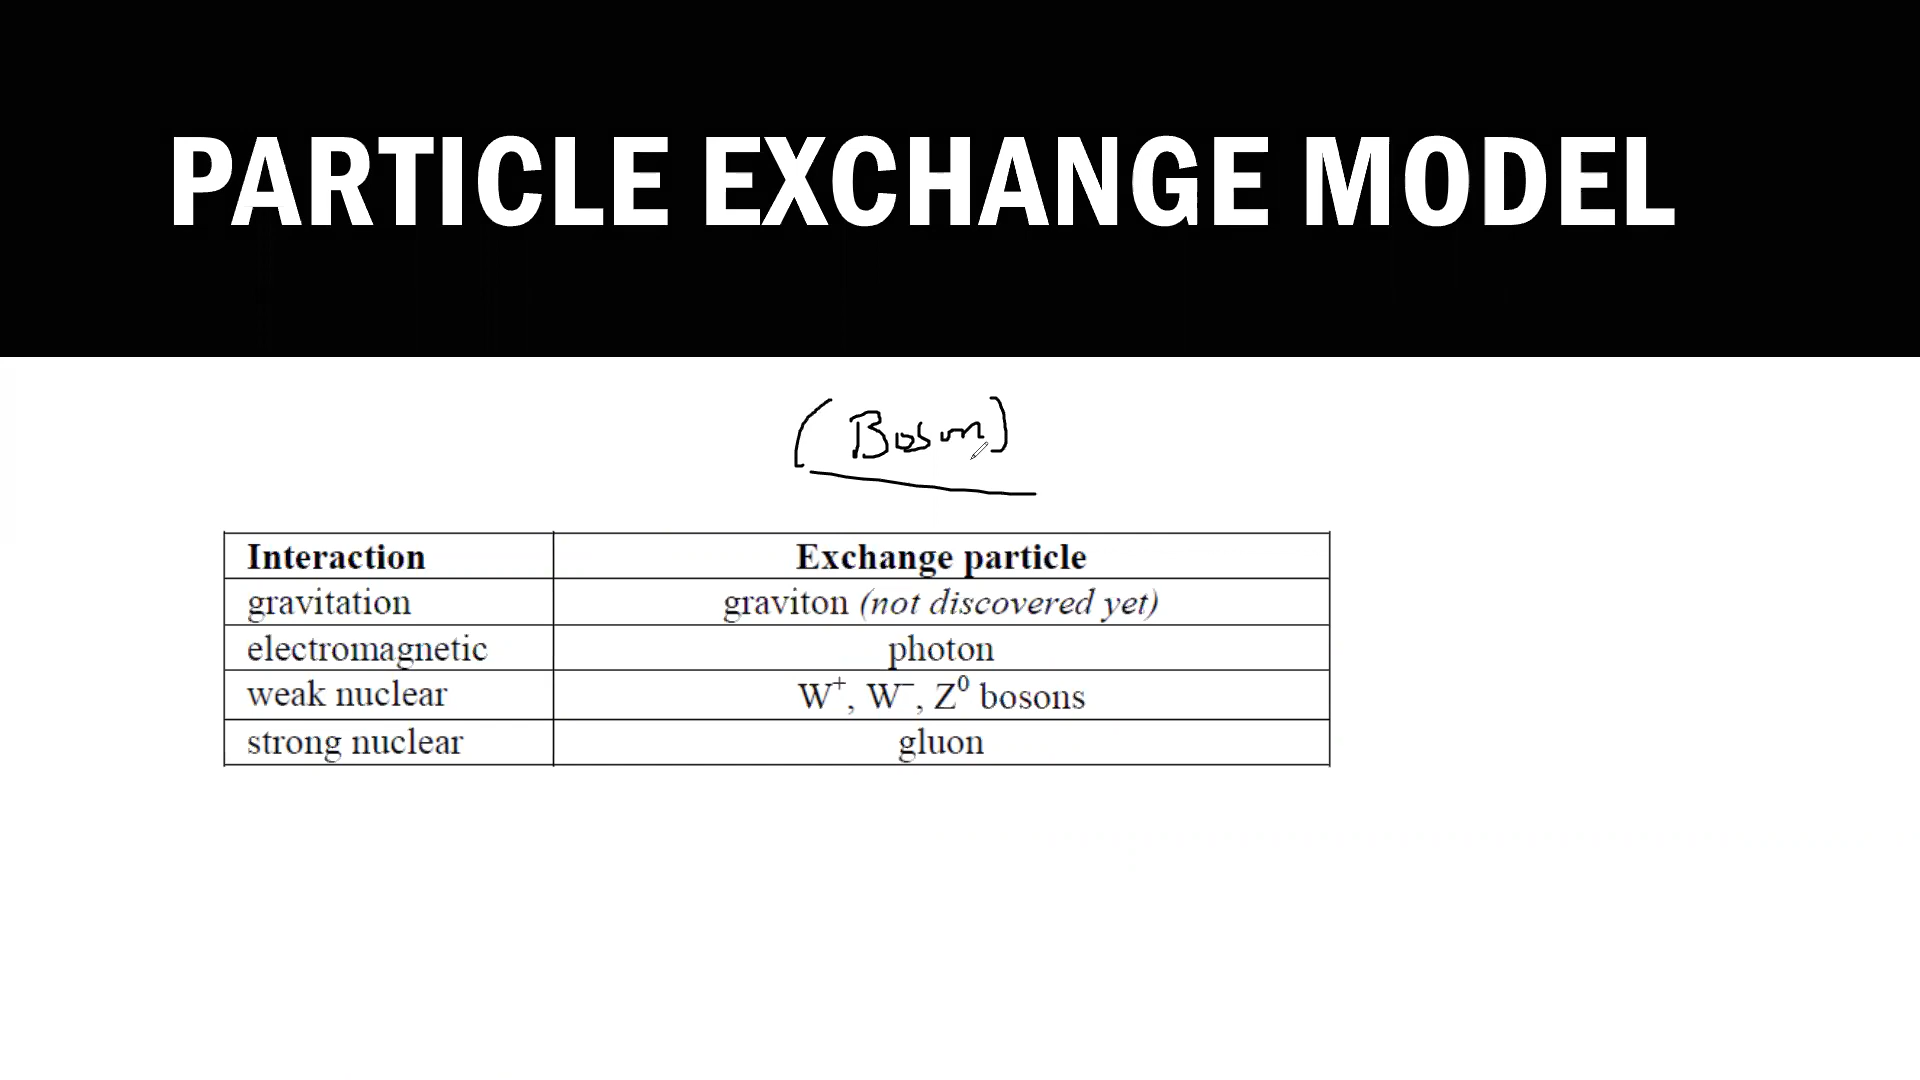 PARTICLE EXCHANGE MODEL
(Boson)
Interaction Exchange particle
gravitation graviton (not discovered yet)
electromagnetic photon
weak nuclear W⁺, W⁻, Z⁰ bosons
strong nuclear gluon